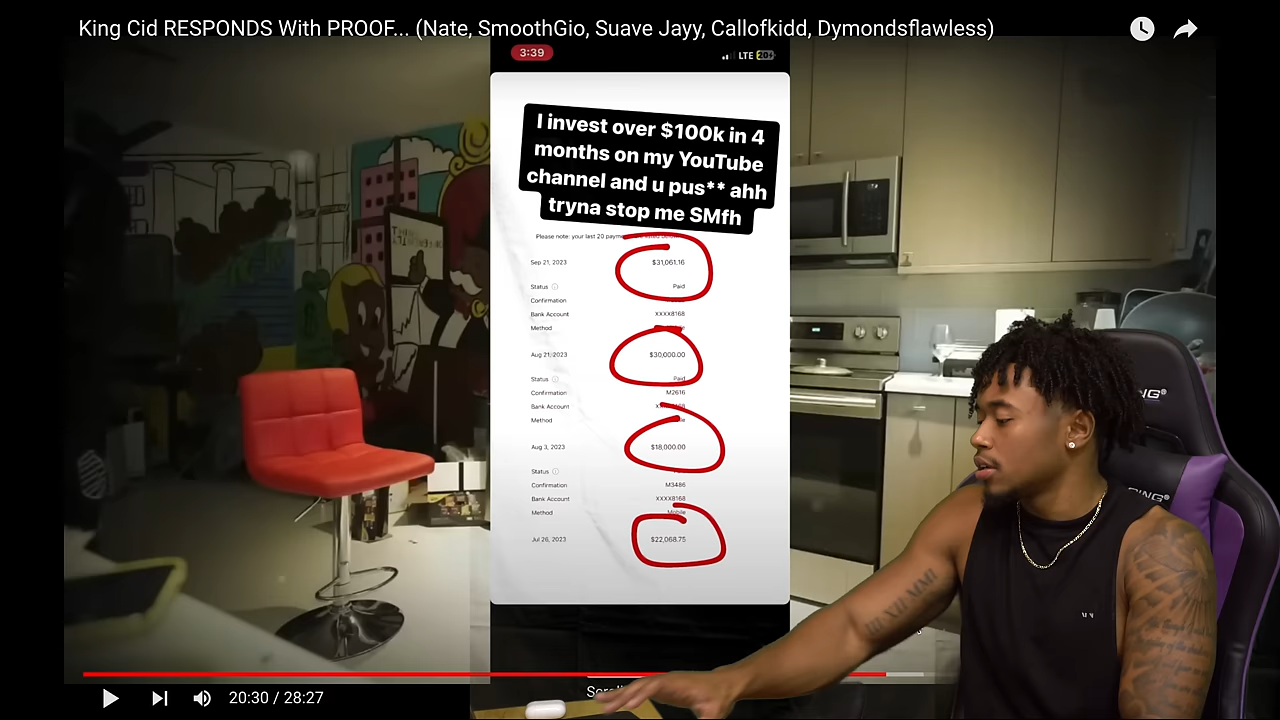 King Cid RESPONDS With PROOF... (Nate, SmoothGio, Suave Jayy, Callofkidd, Dymondsflawless)
3:39
LTE 20
I invest over $100k in 4
months on my YouTube
channel and u pus** ahh
tryna stop me SMfh
Please note: your last 20
Sep 21, 2023 $31,061.16
Status Paid
Confirmation
Bank Account XXXX8168
Method
Aug 21, 2023 $30,000.00
Status Paid
Confirmation M2616
Bank Account
Method
Aug 3, 2023 $18,000.00
Status
Confirmation M3486
Bank Account XXXX8168
Method Mobile
Jul 26, 2023 $22,068.75
20:30 / 28:27